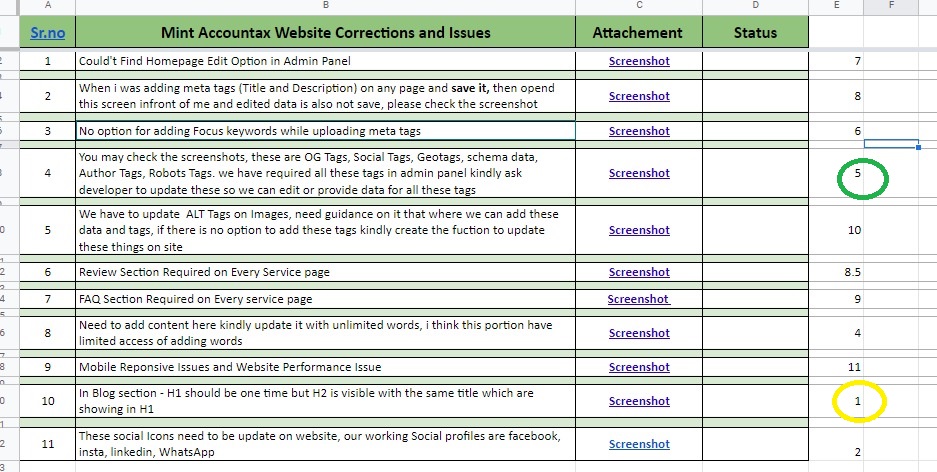 A B C D E F
Sr.no Mint Accountax Website Corrections and Issues Attachement Status
1 Could't Find Homepage Edit Option in Admin Panel Screenshot 7
When i was adding meta tags (Title and Description) on any page and save it, then opend
2 Screenshot 8
this screen infront of me and edited data is also not save, please check the screenshot
3 No option for adding Focus keywords while uploading meta tags Screenshot 6
You may check the screenshots, these are OG Tags, Social Tags, Geotags, schema data,
4 Author Tags, Robots Tags. we have required all these tags in admin panel kindly ask Screenshot 5
developer to update these so we can edit or provide data for all these tags
We have to update ALT Tags on Images, need guidance on it that where we can add these
5 data and tags, if there is no option to add these tags kindly create the fuction to update Screenshot 10
these things on site
6 Review Section Required on Every Service page Screenshot 8.5
7 FAQ Section Required on Every service page Screenshot 9
Need to add content here kindly update it with unlimited words, i think this portion have
8 Screenshot 4
limited access of adding words
9 Mobile Reponsive Issues and Website Performance Issue Screenshot 11
In Blog section - H1 should be one time but H2 is visible with the same title which are
10 Screenshot 1
showing in H1
These social Icons need to be update on website, our working Social profiles are facebook,
11 Screenshot 2
insta, linkedin, WhatsApp